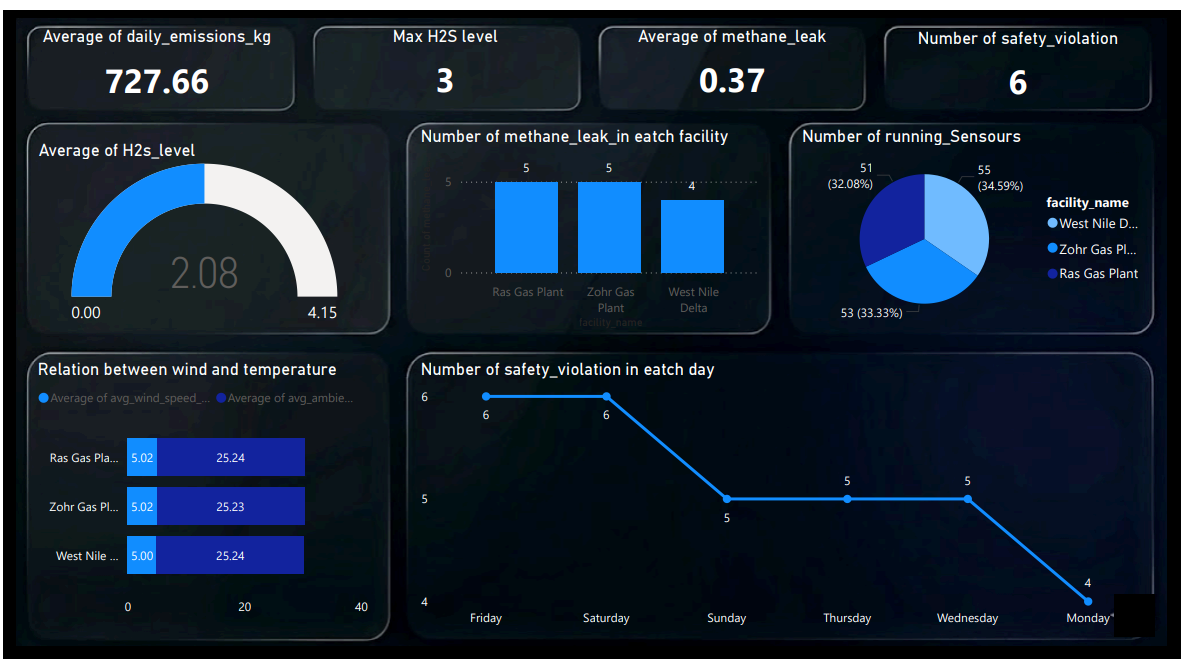 Average of daily_emissions_kg
727.66
Max H2S level
3
Average of methane_leak
0.37
Number of safety_violation
6
Average of H2s_level
2.08
0.00
4.15
Number of methane_leak_in eatch facility
5
0
5
5
4
Ras Gas Plant
Zohr Gas
Plant
West Nile
Delta
facility_name
Number of running_Sensours
51
(32.08%)
55
(34.59%)
53 (33.33%)
facility_name
West Nile D...
Zohr Gas Pl...
Ras Gas Plant
Relation between wind and temperature
Average of avg_wind_speed_...
Average of avg_ambie...
Ras Gas Pla...
5.02
25.24
Zohr Gas Pl...
5.02
25.23
West Nile ...
5.00
25.24
0
20
40
Number of safety_violation in eatch day
6
5
4
6
6
5
5
5
4
Friday
Saturday
Sunday
Thursday
Wednesday
Monday